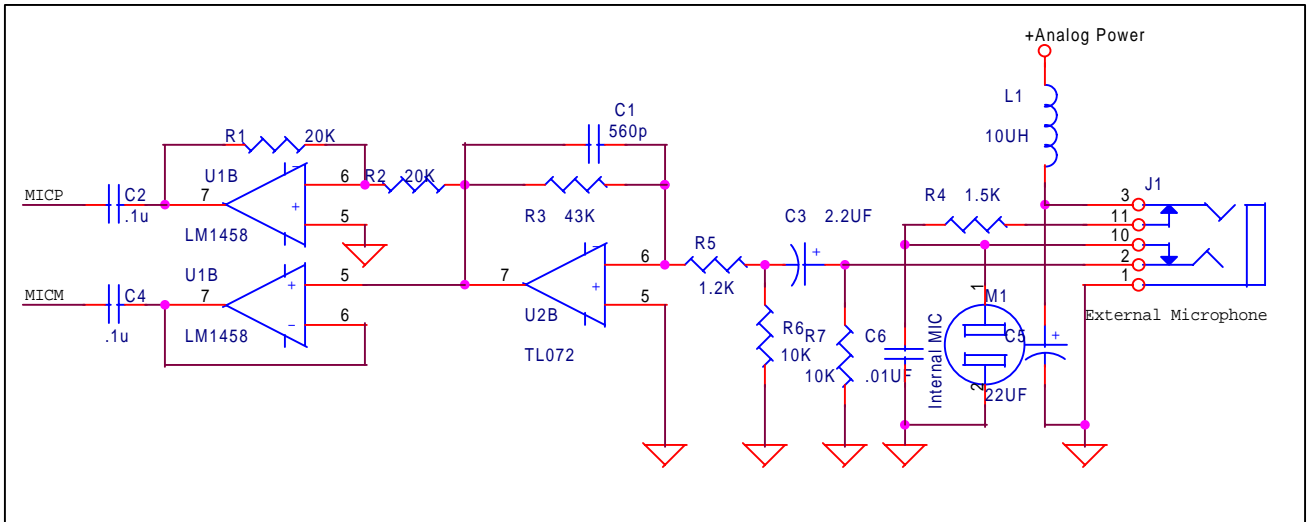 +Analog Power
L1
10UH
C1
560p
R1 20K
U1B
6
R2 20K
MICP
C2
.1u
7
+
5
LM1458
R3 43K
C3 2.2UF
R4 1.5K
J1
3
11
10
2
1
External Microphone
U1B
5
MICM
C4
.1u
7
+
6
LM1458
7
6
5
+
U2B
TL072
R5
1.2K
+
R6
10K
R7
10K
C6
.01UF
Internal MIC
1
M1
2
C5
+
22UF